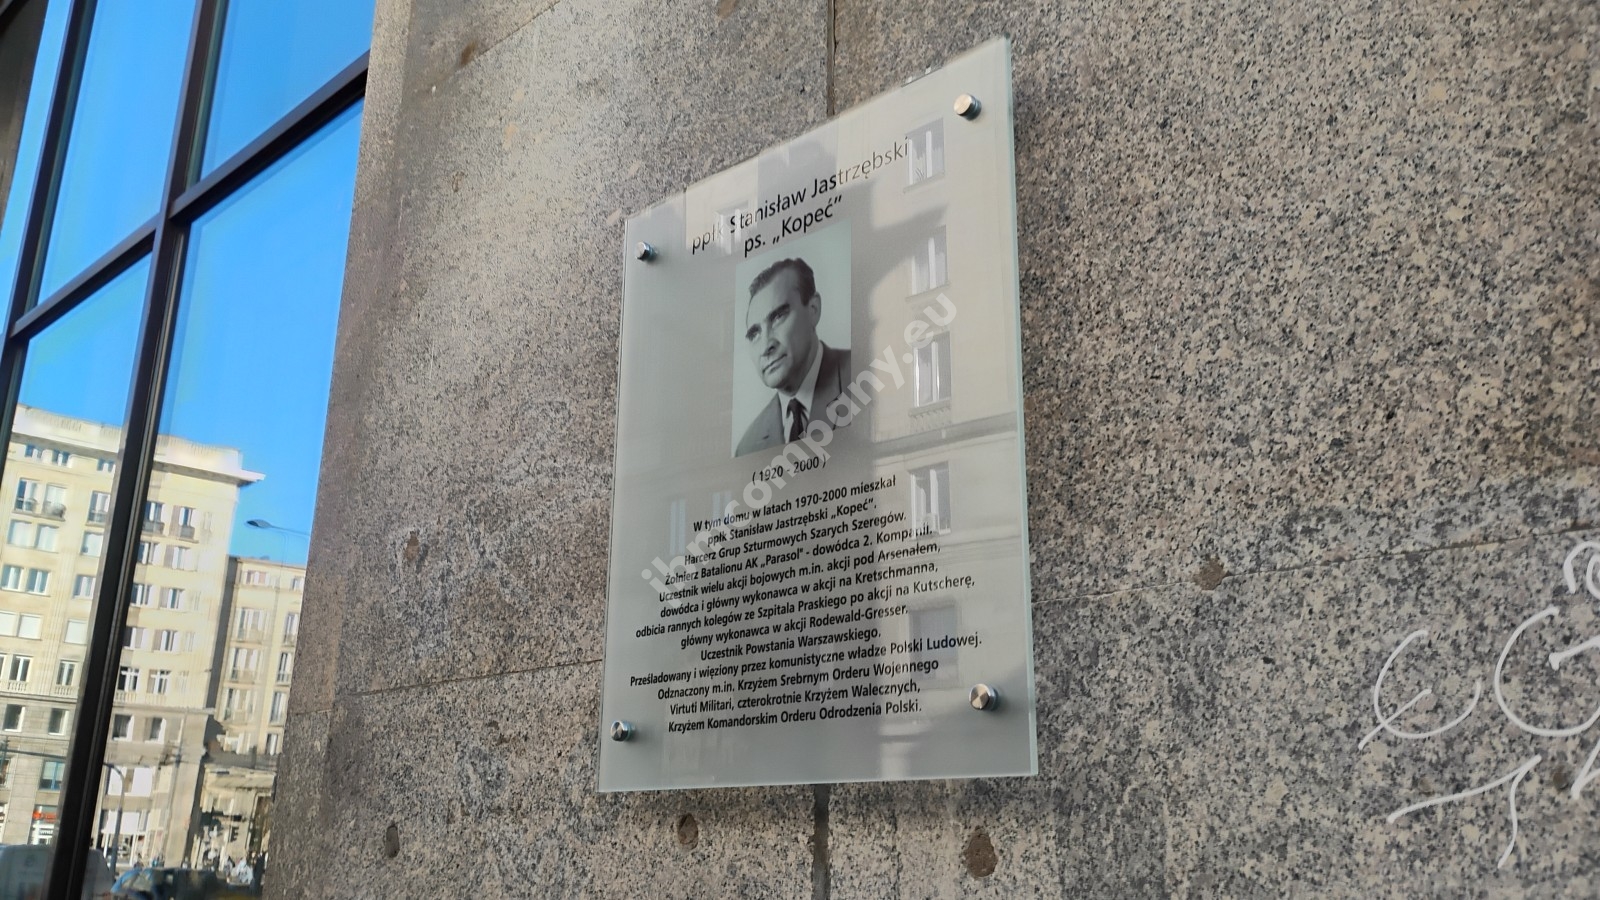 ppłk Stanisław Jastrzębski
ps. „Kopeć”
( 1920 - 2000 )
W tym domu w latach 1970-2000 mieszkał
ppłk Stanisław Jastrzębski „Kopeć”.
Harcerz Grup Szturmowych Szarych Szeregów.
Żołnierz Batalionu AK „Parasol" - dowódca 2. Kompanii.
Uczestnik wielu akcji bojowych m.in. akcji pod Arsenałem,
dowódca i główny wykonawca w akcji na Kretschmanna,
odbicia rannych kolegów ze Szpitala Praskiego po akcji na Kutscherę,
główny wykonawca w akcji Rodewald-Gresser.
Uczestnik Powstania Warszawskiego.
Prześladowany i więziony przez komunistyczne władze Polski Ludowej.
Odznaczony m.in. Krzyżem Srebrnym Orderu Wojennego
Virtuti Militari, czterokrotnie Krzyżem Walecznych,
Krzyżem Komandorskim Orderu Odrodzenia Polski.
ibm-company.eu